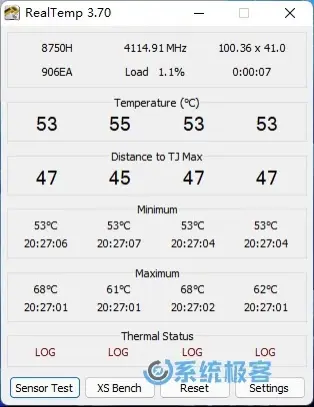 RealTemp 3.70
8750H 4114.91 MHz 100.36 x 41.0
906EA Load 1.1% 0:00:07
Temperature (°C)
53 55 53 53
Distance to TJ Max
47 45 47 47
Minimum
53°C 53°C 53°C 53°C
20:27:06 20:27:07 20:27:04 20:27:04
Maximum
68°C 61°C 68°C 62°C
20:27:01 20:27:01 20:27:02 20:27:01
Thermal Status
LOG LOG LOG LOG
系统极客
Sensor Test XS Bench Reset Settings